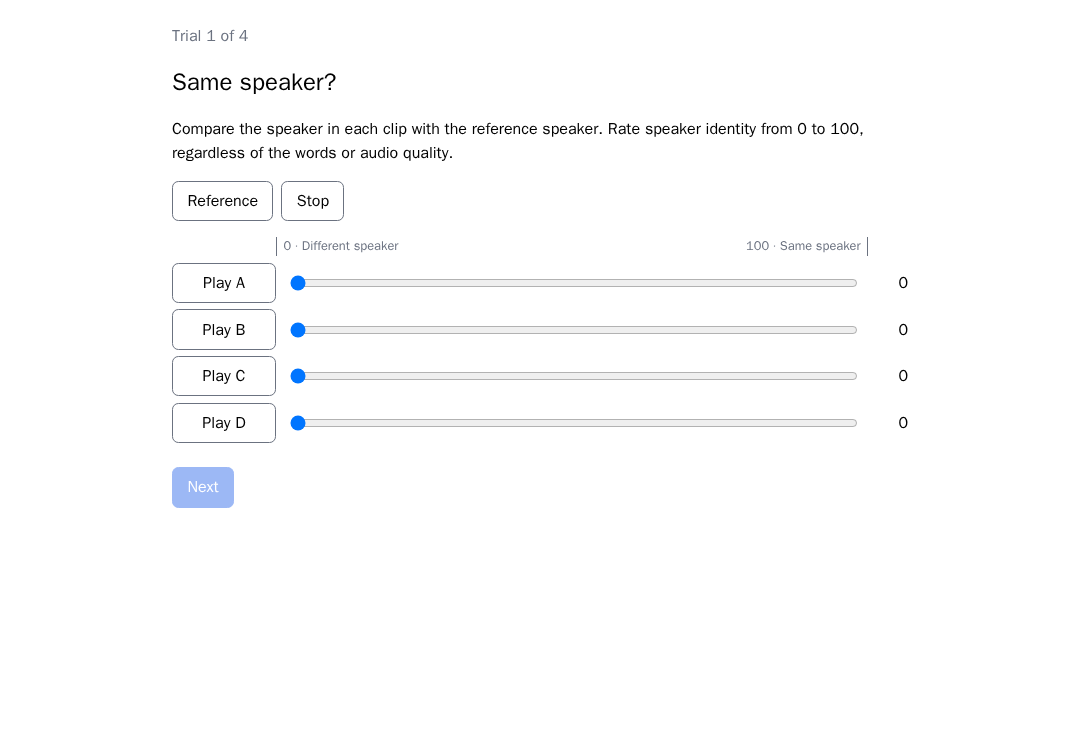 Trial 1 of 4
Same speaker?
Compare the speaker in each clip with the reference speaker. Rate speaker identity from 0 to 100,
regardless of the words or audio quality.
Reference Stop
0 · Different speaker 100 · Same speaker
Play A 0
Play B 0
Play C 0
Play D 0
Next